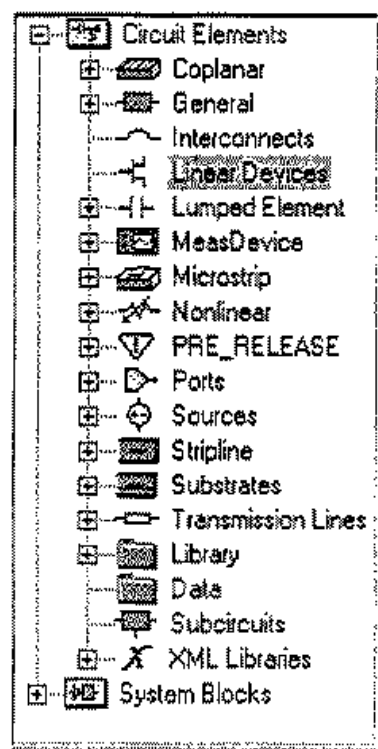 Circuit Elements
Coplanar
General
Interconnects
Linear Devices
Lumped Element
MeasDevice
Microstrip
Nonlinear
PRE_RELEASE
Ports
Sources
Stripline
Substrates
Transmission Lines
Library
Data
Subcircuits
XML Libraries
System Blocks